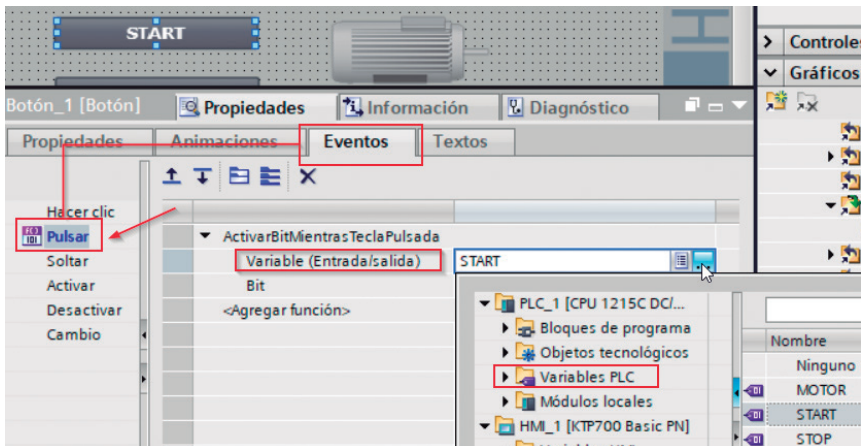 START
Controle
Gráficos
Botón_1 [Botón]
Propiedades
Información
Diagnóstico
Propiedades
Animaciones
Eventos
Textos
Hacer clic
Pulsar
Soltar
Activar
Desactivar
Cambio
ActivarBitMientrasTeclaPulsada
Variable (Entrada/salida)
START
Bit
<Agregar función>
PLC_1 [CPU 1215C DC/...
Bloques de programa
Objetos tecnológicos
Variables PLC
Módulos locales
HMI_1 [KTP700 Basic PN]
Nombre
Ninguno
MOTOR
START
STOP